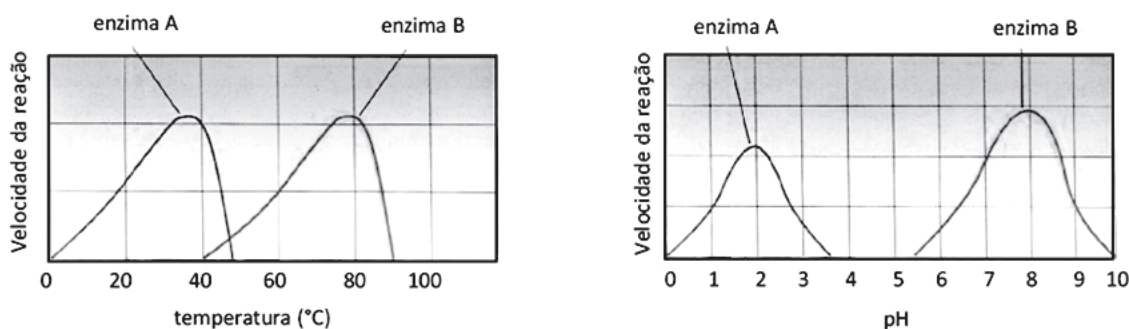 enzima A
enzima B
Velocidade da reação
0 20 40 60 80 100
temperatura (°C)
enzima A
enzima B
Velocidade da reação
0 1 2 3 4 5 6 7 8 9 10
pH